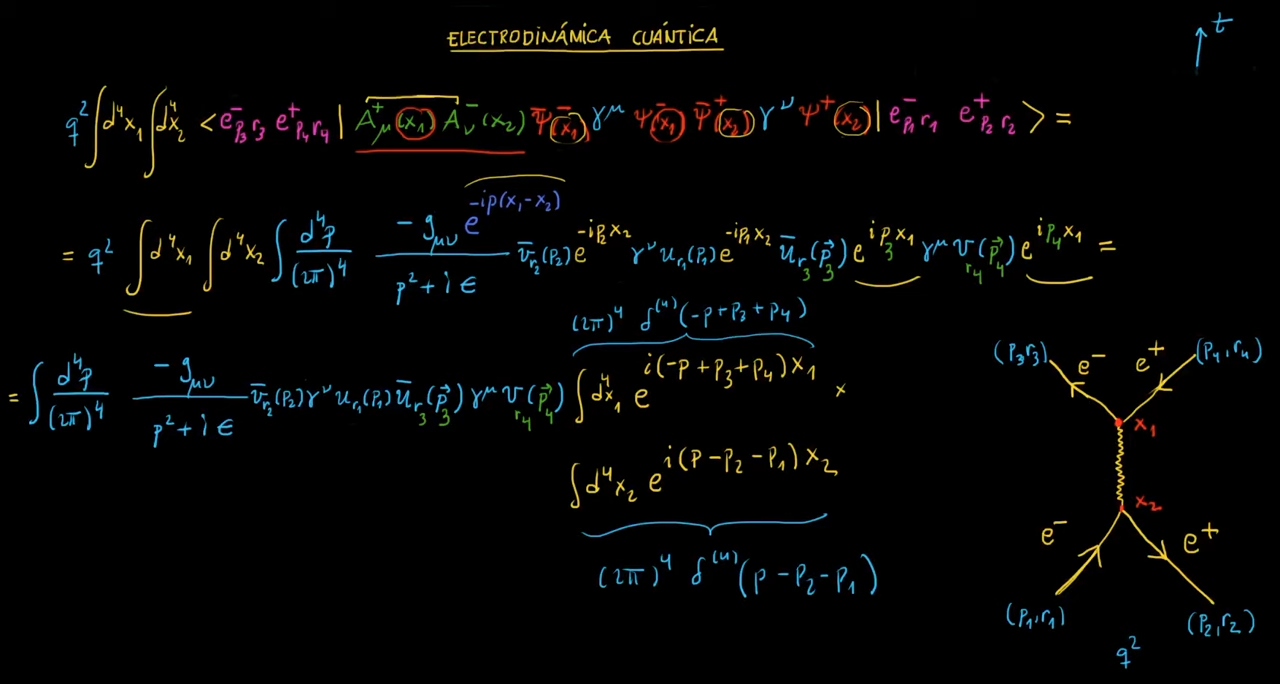 ELECTRODINÁMICA CUÁNTICA
t
q² ∫d⁴x₁ ∫d⁴x₂ <e⁻p₃r₃ e⁺p₄r₄| A⁺μ(x₁) A⁻ν(x₂) ψ̄⁻(x₁) γ^μ ψ⁻(x₁) ψ̄⁺(x₂) γ^ν ψ⁺(x₂) |e⁻p₁r₁ e⁺p₂r₂> =
= q² ∫d⁴x₁ ∫d⁴x₂ ∫ d⁴p/(2π)⁴ -g_μν e^{-ip(x₁-x₂)}/(p²+iϵ) v̄_r₂(p₂) e^{-ip₂x₂} γ^ν u_r₁(p₁) e^{-ip₁x₂} ū_r₃(p⃗₃) e^{ip₃x₁} γ^μ v_r₄(p⃗₄) e^{ip₄x₁} =
(2π)⁴ δ⁽⁴⁾(-p+p₃+p₄)
= ∫ d⁴p/(2π)⁴ -g_μν/(p²+iϵ) v̄_r₂(p₂) γ^ν u_r₁(p₁) ū_r₃(p⃗₃) γ^μ v_r₄(p⃗₄) ∫d⁴x₁ e^{i(-p+p₃+p₄)x₁} ×
∫d⁴x₂ e^{i(p-p₂-p₁)x₂}
(2π)⁴ δ⁽⁴⁾(p-p₂-p₁)
(p₃r₃) e⁻ e⁺ (p₄,r₄)
x₁
x₂
e⁻ e⁺
(p₁,r₁) (p₂,r₂)
q²